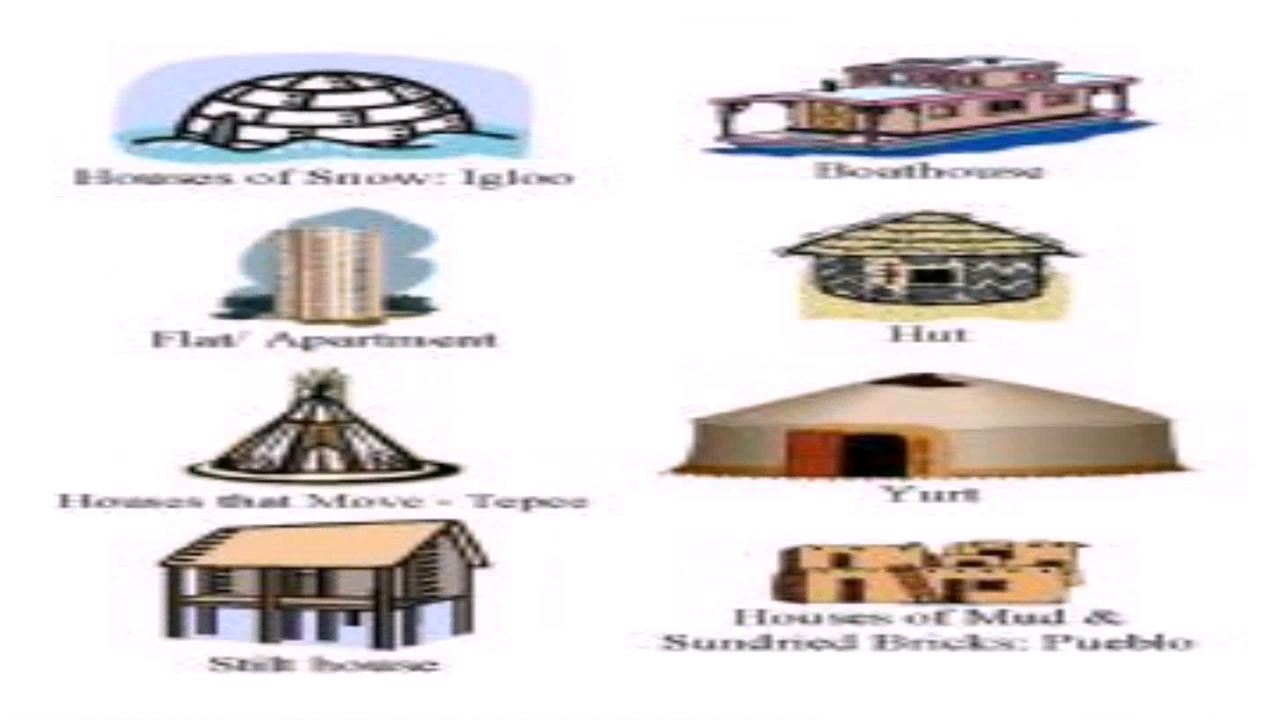 Houses of Snow: Igloo
Boathouse
Flat/ Apartment
Hut
Houses that Move - Tepee
Yurt
Stilt house
Houses of Mud &
Sundried Bricks: Pueblo